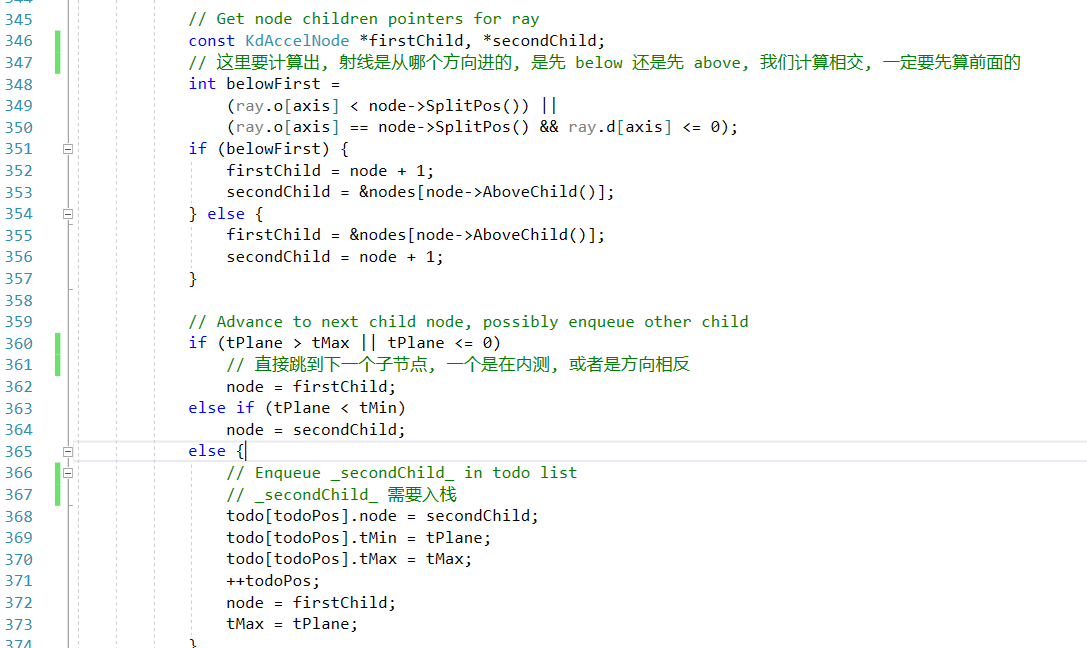 345 // Get node children pointers for ray
346 const KdAccelNode *firstChild, *secondChild;
347 // 这里要计算出, 射线是从哪个方向进的, 是先 below 还是先 above, 我们计算相交, 一定要先算前面的
348 int belowFirst =
349 (ray.o[axis] < node->SplitPos()) ||
350 (ray.o[axis] == node->SplitPos() && ray.d[axis] <= 0);
351 if (belowFirst) {
352 firstChild = node + 1;
353 secondChild = &nodes[node->AboveChild()];
354 } else {
355 firstChild = &nodes[node->AboveChild()];
356 secondChild = node + 1;
357 }
358
359 // Advance to next child node, possibly enqueue other child
360 if (tPlane > tMax || tPlane <= 0)
361 // 直接跳到下一个子节点, 一个是在内测, 或者是方向相反
362 node = firstChild;
363 else if (tPlane < tMin)
364 node = secondChild;
365 else {
366 // Enqueue _secondChild_ in todo list
367 // _secondChild_ 需要入栈
368 todo[todoPos].node = secondChild;
369 todo[todoPos].tMin = tPlane;
370 todo[todoPos].tMax = tMax;
371 ++todoPos;
372 node = firstChild;
373 tMax = tPlane;
374 }